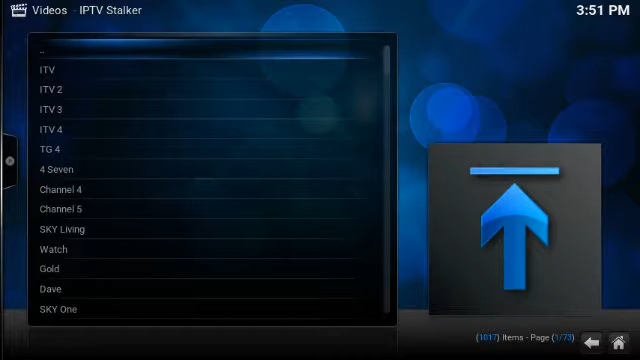 Videos - IPTV Stalker
3:51 PM
..
ITV
ITV 2
ITV 3
ITV 4
TG 4
4 Seven
Channel 4
Channel 5
SKY Living
Watch
Gold
Dave
SKY One
(1017) Items - Page (1/73)